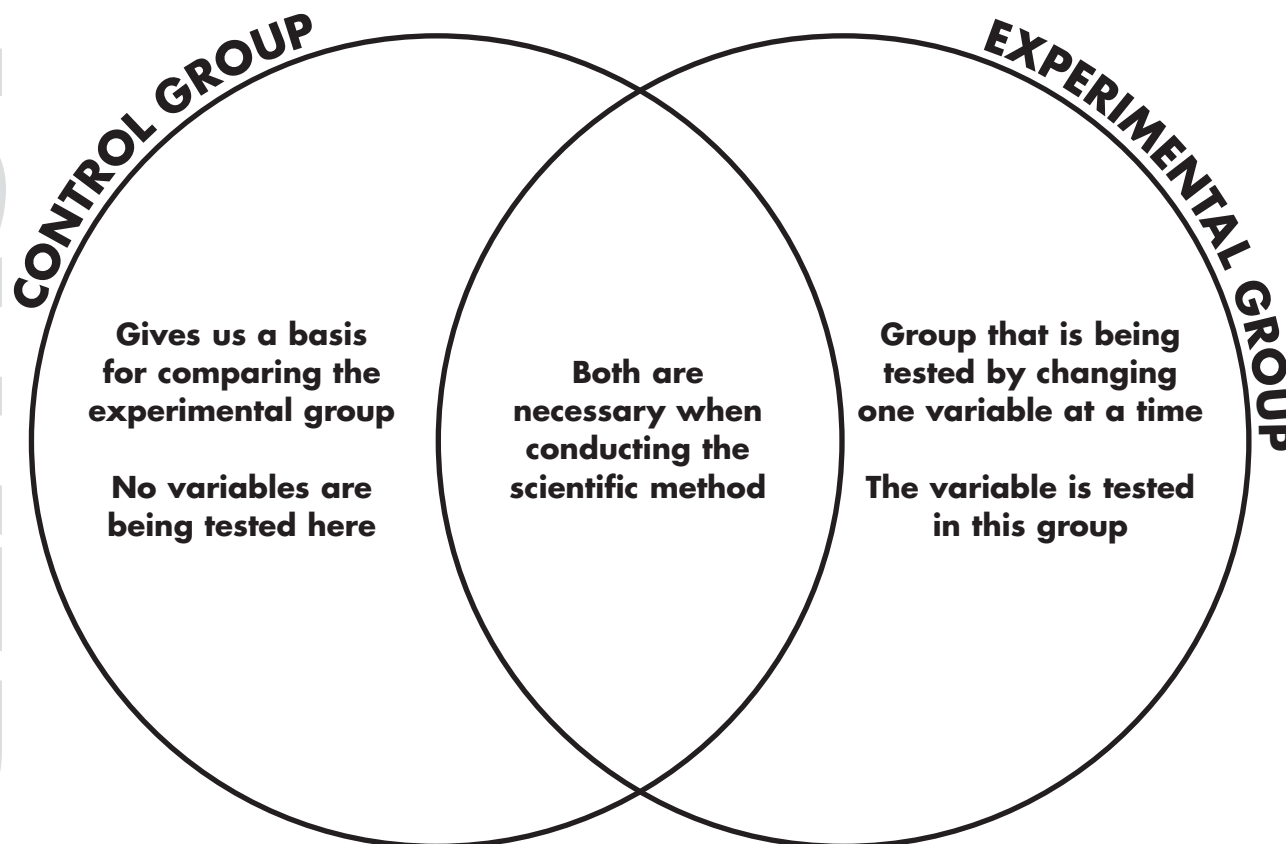 CONTROL GROUP
EXPERIMENTAL GROUP
Gives us a basis
for comparing the
experimental group
No variables are
being tested here
Both are
necessary when
conducting the
scientific method
Group that is being
tested by changing
one variable at a time
The variable is tested
in this group